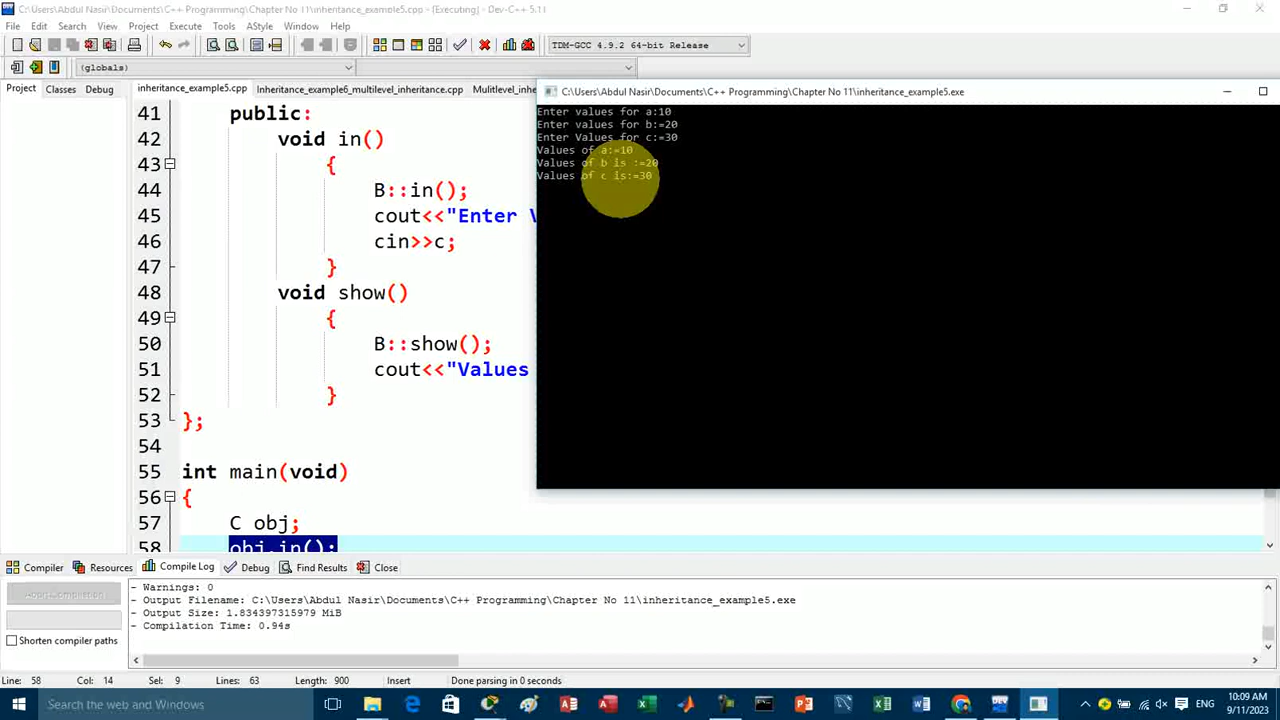 C:\Users\Abdul Nasir\Documents\C++ Programming\Chapter No 11\inheritance_example5.cpp - [Executing] - Dev-C++ 5.11
File Edit Search View Project Execute Tools AStyle Window Help
TDM-GCC 4.9.2 64-bit Release
(globals)
Project Classes Debug
inheritance_example5.cpp Inheritance_example6_multilevel_inheritance.cpp Mutilevel_inhe
C:\Users\Abdul Nasir\Documents\C++ Programming\Chapter No 11\inheritance_example5.exe
Enter values for a:10
Enter values for b:=20
Enter Values for c:=30
Values of a:=10
Values of b is :=20
Values of c is:=30
41 public:
42 void in()
43 {
44 B::in();
45 cout<<"Enter V
46 cin>>c;
47 }
48 void show()
49 {
50 B::show();
51 cout<<"Values
52 }
53 };
54
55 int main(void)
56 {
57 C obj;
58 obj.in();
Compiler Resources Compile Log Debug Find Results Close
Abort Compilation
Shorten compiler paths
- Warnings: 0
- Output Filename: C:\Users\Abdul Nasir\Documents\C++ Programming\Chapter No 11\inheritance_example5.exe
- Output Size: 1.834397315979 MiB
- Compilation Time: 0.94s
Line: 58 Col: 14 Sel: 9 Lines: 63 Length: 900 Insert Done parsing in 0 seconds
Search the web and Windows
10:09 AM
9/11/2023